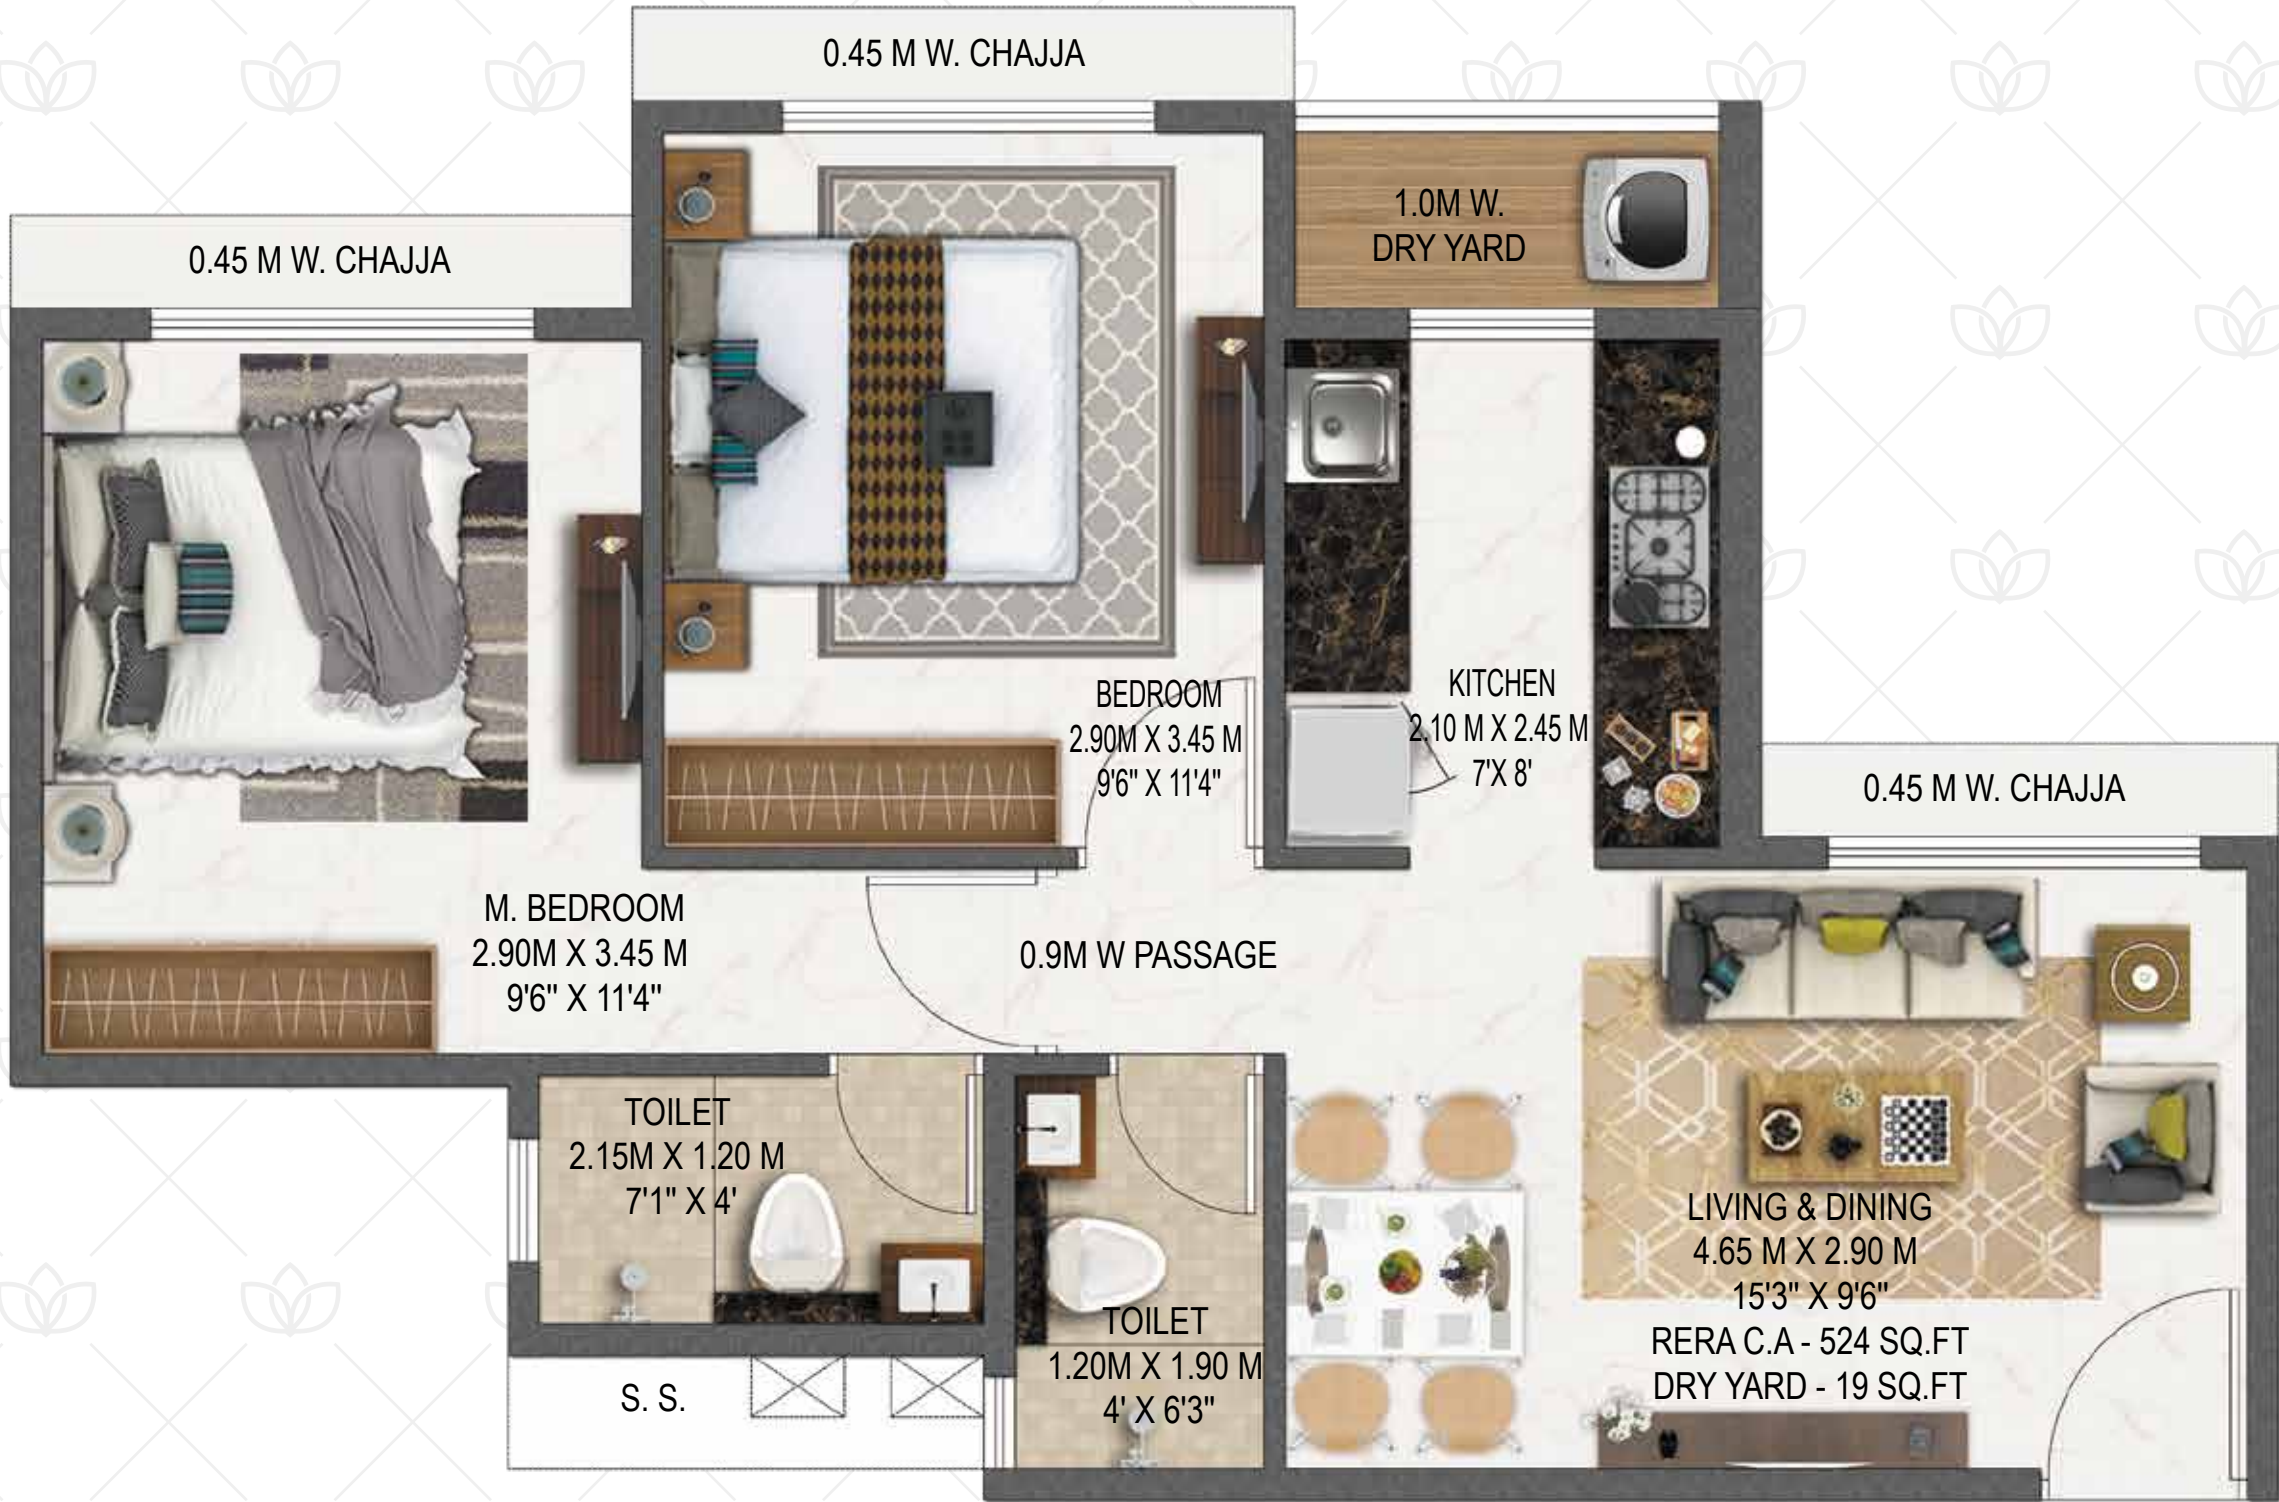 0.45 M W. CHAJJA
0.45 M W. CHAJJA
1.0M W.
DRY YARD
BEDROOM
2.90M X 3.45 M
9'6" X 11'4"
KITCHEN
2.10 M X 2.45 M
7'X 8'
0.45 M W. CHAJJA
M. BEDROOM
2.90M X 3.45 M
9'6" X 11'4"
0.9M W PASSAGE
TOILET
2.15M X 1.20 M
7'1" X 4'
LIVING & DINING
4.65 M X 2.90 M
15'3" X 9'6"
RERA C.A - 524 SQ.FT
DRY YARD - 19 SQ.FT
TOILET
1.20M X 1.90 M
4' X 6'3"
S. S.